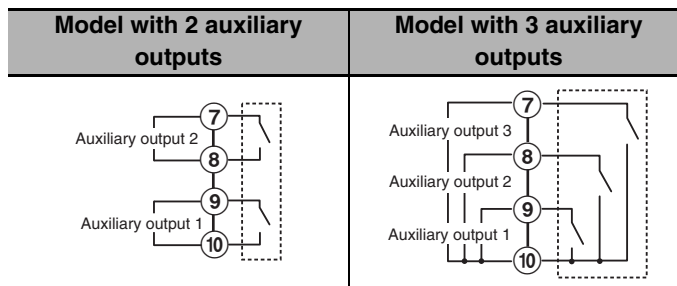 Model with 2 auxiliary
outputs
Model with 3 auxiliary
outputs
7
Auxiliary output 2
8
9
Auxiliary output 1
10
7
Auxiliary output 3
8
Auxiliary output 2
9
Auxiliary output 1
10